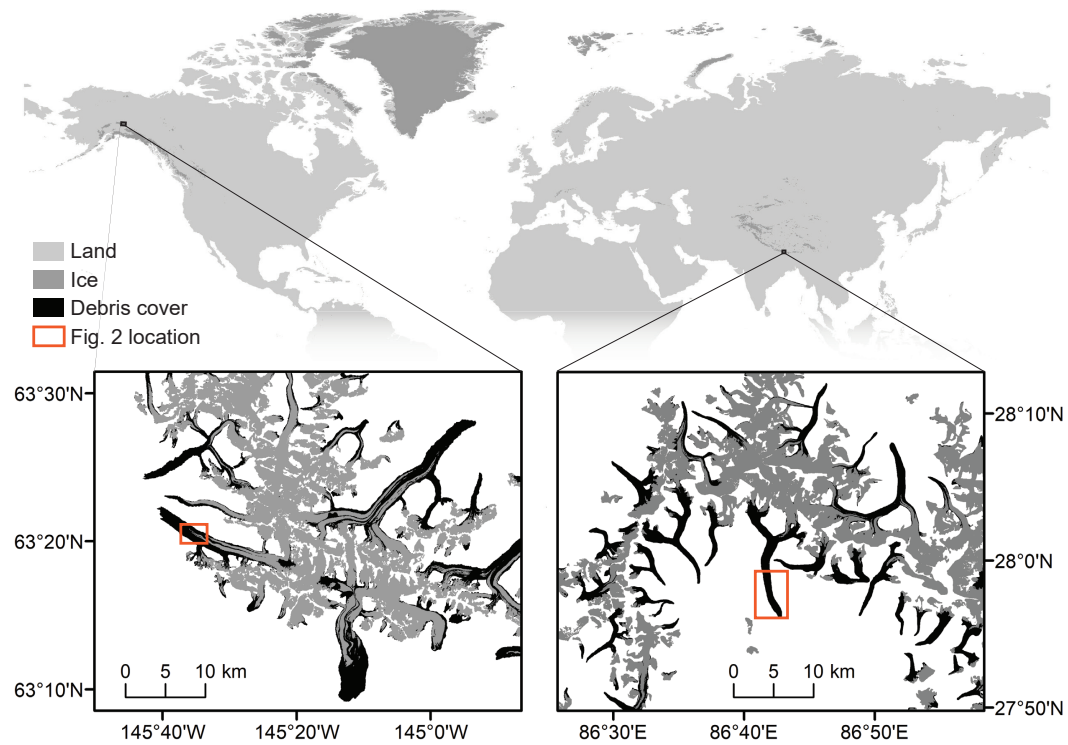 Land
Ice
Debris cover
Fig. 2 location
63°30'N
63°20'N
63°10'N
0 5 10 km
145°40'W 145°20'W 145°0'W
28°10'N
28°0'N
27°50'N
0 5 10 km
86°30'E 86°40'E 86°50'E